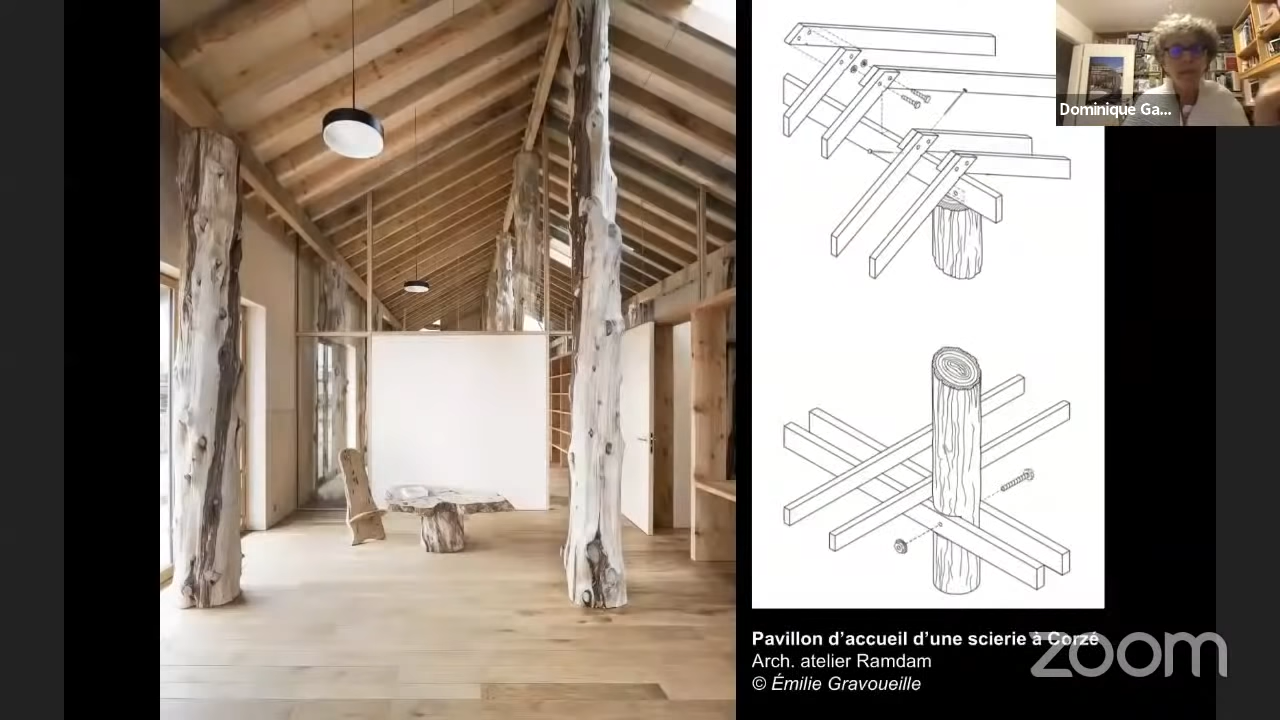 Dominique Ga...
Pavillon d’accueil d’une scierie à Corzé
Arch. atelier Ramdam
© Émilie Gravoueille
zoom